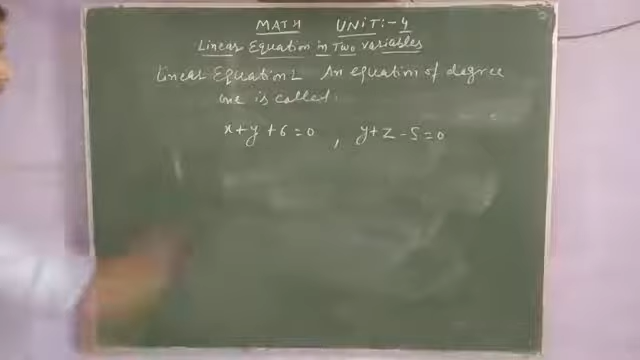 MATH UNIT:- 4
Linear Equation in Two variables
Linear Equation:- An equation of degree
one is called.
x+y+6=0 , y+z-5=0